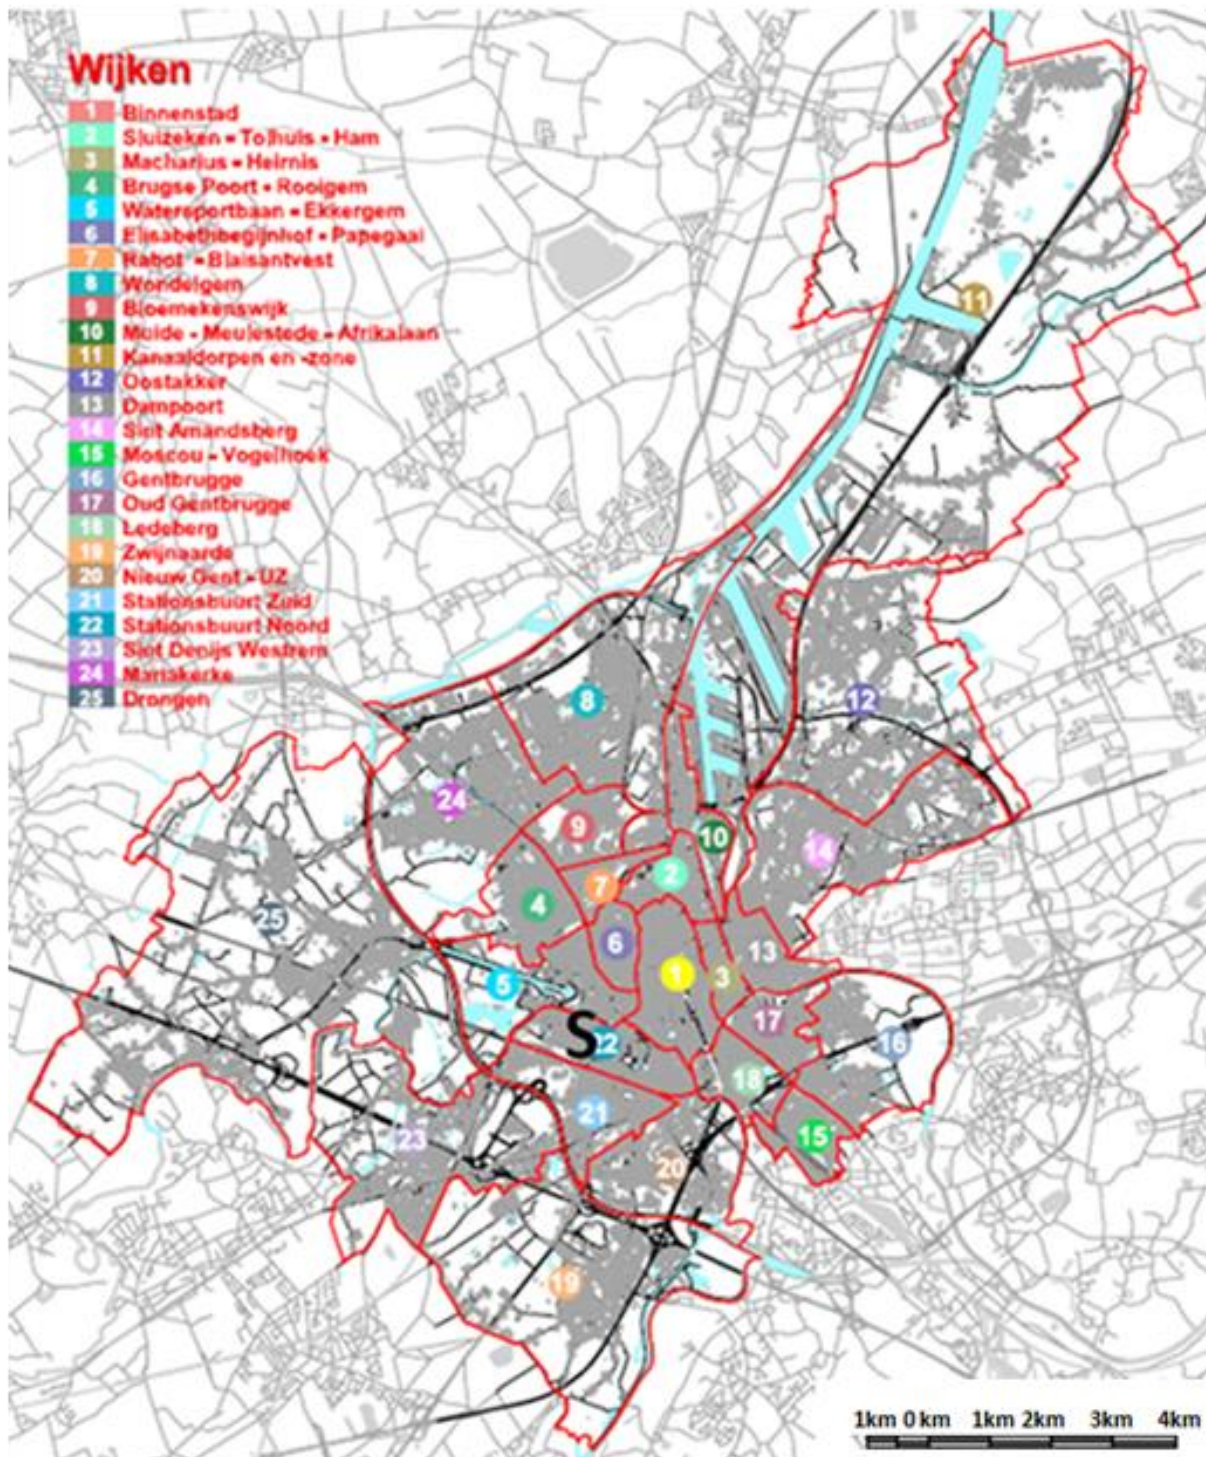 Wijken
1 Binnenstad
2 Sluizeken - Tolhuis - Ham
3 Macharius - Heirnis
4 Brugse Poort - Rooigem
5 Watersportbaan - Ekkergem
6 Elisabethbegijnhof - Papegaai
7 Rabot - Blaisantvest
8 Wondelgem
9 Bloemekenswijk
10 Muide - Meulestede - Afrikalaan
11 Kanaaldorpen en -zone
12 Oostakker
13 Dampoort
14 Sint Amandsberg
15 Moscou - Vogelhoek
16 Gentbrugge
17 Oud Gentbrugge
18 Ledeberg
19 Zwijnaarde
20 Nieuw Gent - UZ
21 Stationsbuurt Zuid
22 Stationsbuurt Noord
23 Sint Denijs Westrem
24 Mariakerke
25 Drongen
11
8
12
24
9
10
14
2
7
4
25
6
13
1
3
5
17
S
22
16
18
21
15
23
20
19
1km 0 km 1km 2km 3km 4km